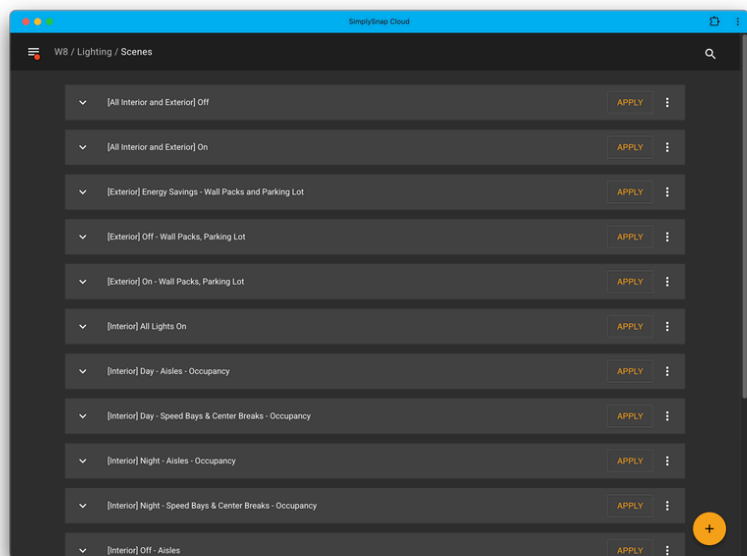 SimplySnap Cloud
W8 / Lighting / Scenes
[All Interior and Exterior] Off APPLY
[All Interior and Exterior] On APPLY
[Exterior] Energy Savings - Wall Packs and Parking Lot APPLY
[Exterior] Off - Wall Packs, Parking Lot APPLY
[Exterior] On - Wall Packs, Parking Lot APPLY
[Interior] All Lights On APPLY
[Interior] Day - Aisles - Occupancy APPLY
[Interior] Day - Speed Bays & Center Breaks - Occupancy APPLY
[Interior] Night - Aisles - Occupancy APPLY
[Interior] Night - Speed Bays & Center Breaks - Occupancy APPLY
[Interior] Off - Aisles APPLY